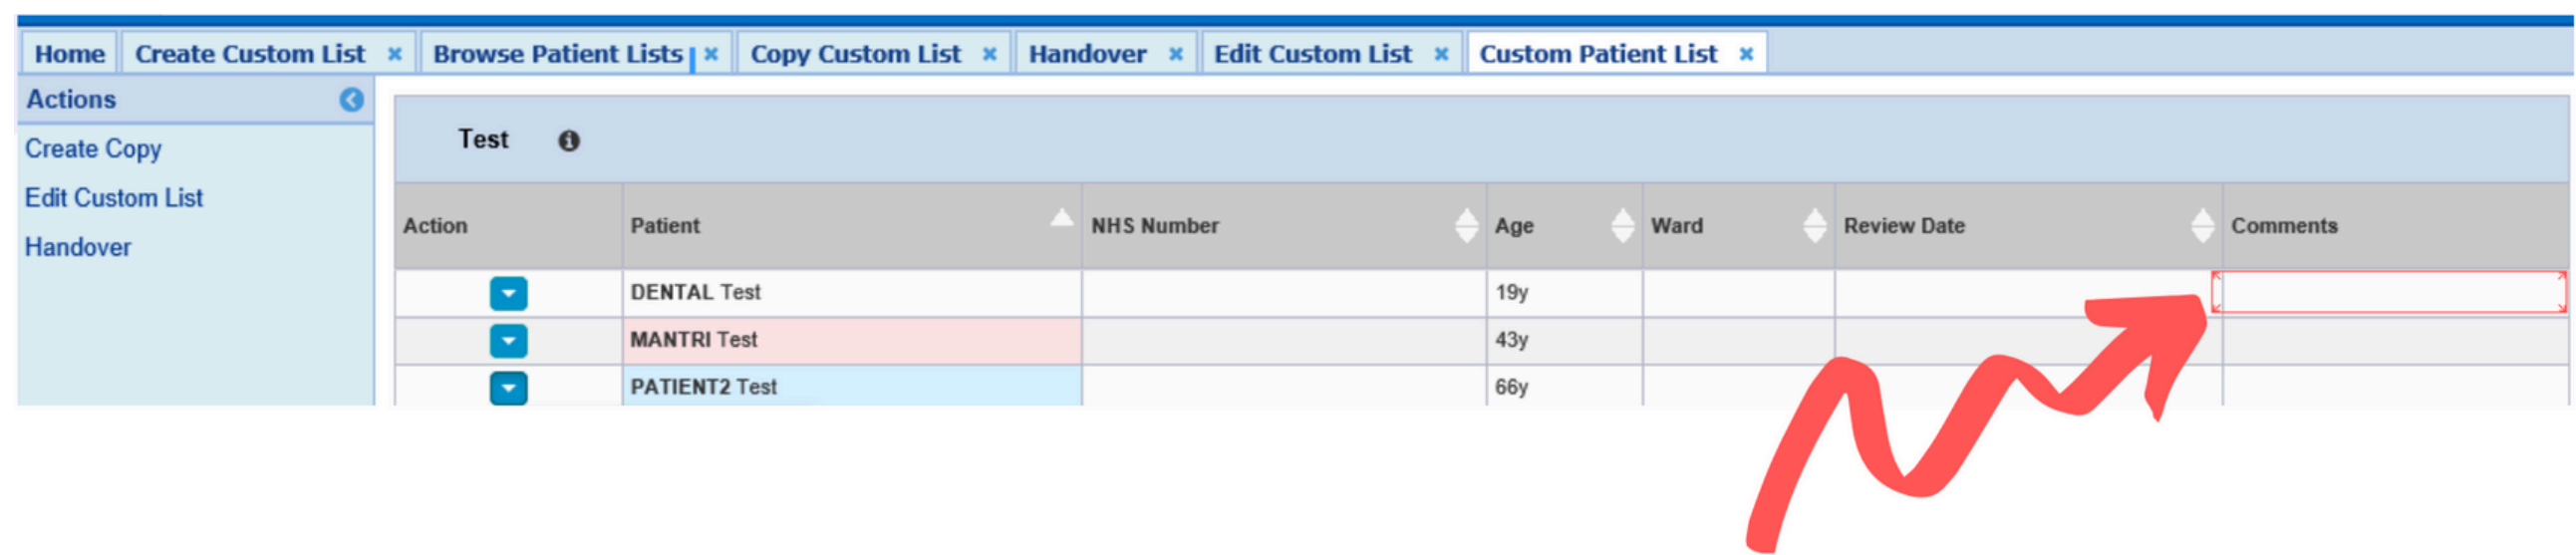 Home Create Custom List × Browse Patient Lists × Copy Custom List × Handover × Edit Custom List × Custom Patient List ×
Actions
Create Copy
Edit Custom List
Handover
Test
Action Patient NHS Number Age Ward Review Date Comments
DENTAL Test 19y
MANTRI Test 43y
PATIENT2 Test 66y